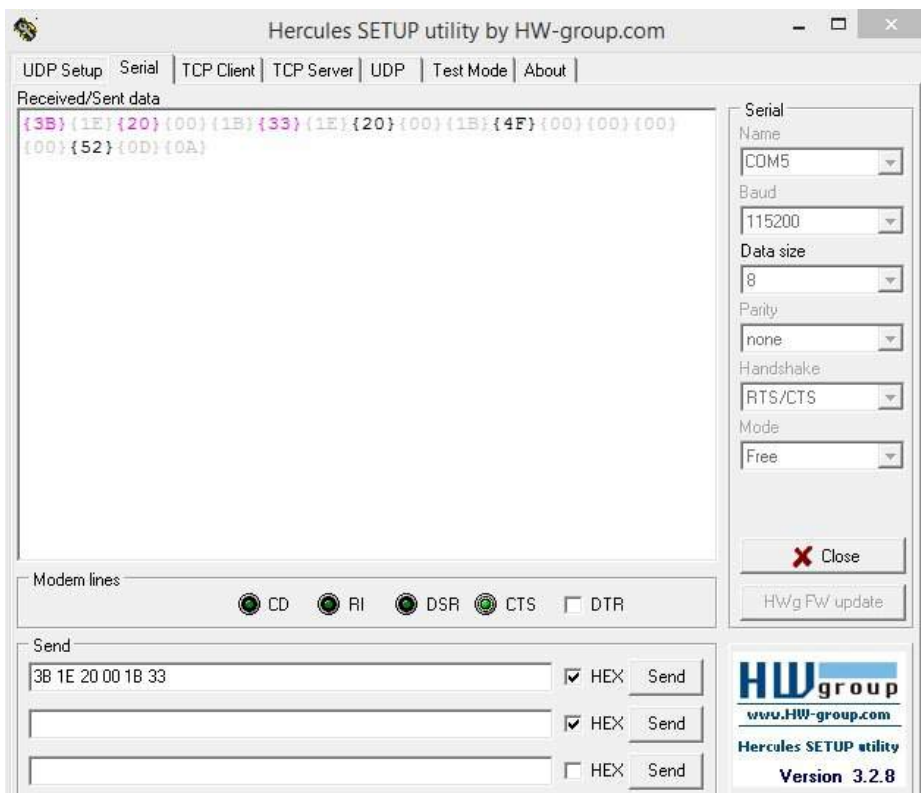 Hercules SETUP utility by HW-group.com
UDP Setup Serial TCP Client TCP Server UDP Test Mode About
Received/Sent data
{3B}{1E}{20}{00}{1B}{33}{1E}{20}{00}{1B}{4F}{00}{00}{00}
{00}{52}{0D}{0A}
Serial
Name
COM5
Baud
115200
Data size
8
Parity
none
Handshake
RTS/CTS
Mode
Free
Close
HWg FW update
Modem lines
CD RI DSR CTS DTR
Send
3B 1E 20 00 1B 33 HEX Send
HEX Send
HEX Send
HWgroup
www.HW-group.com
Hercules SETUP utility
Version 3.2.8